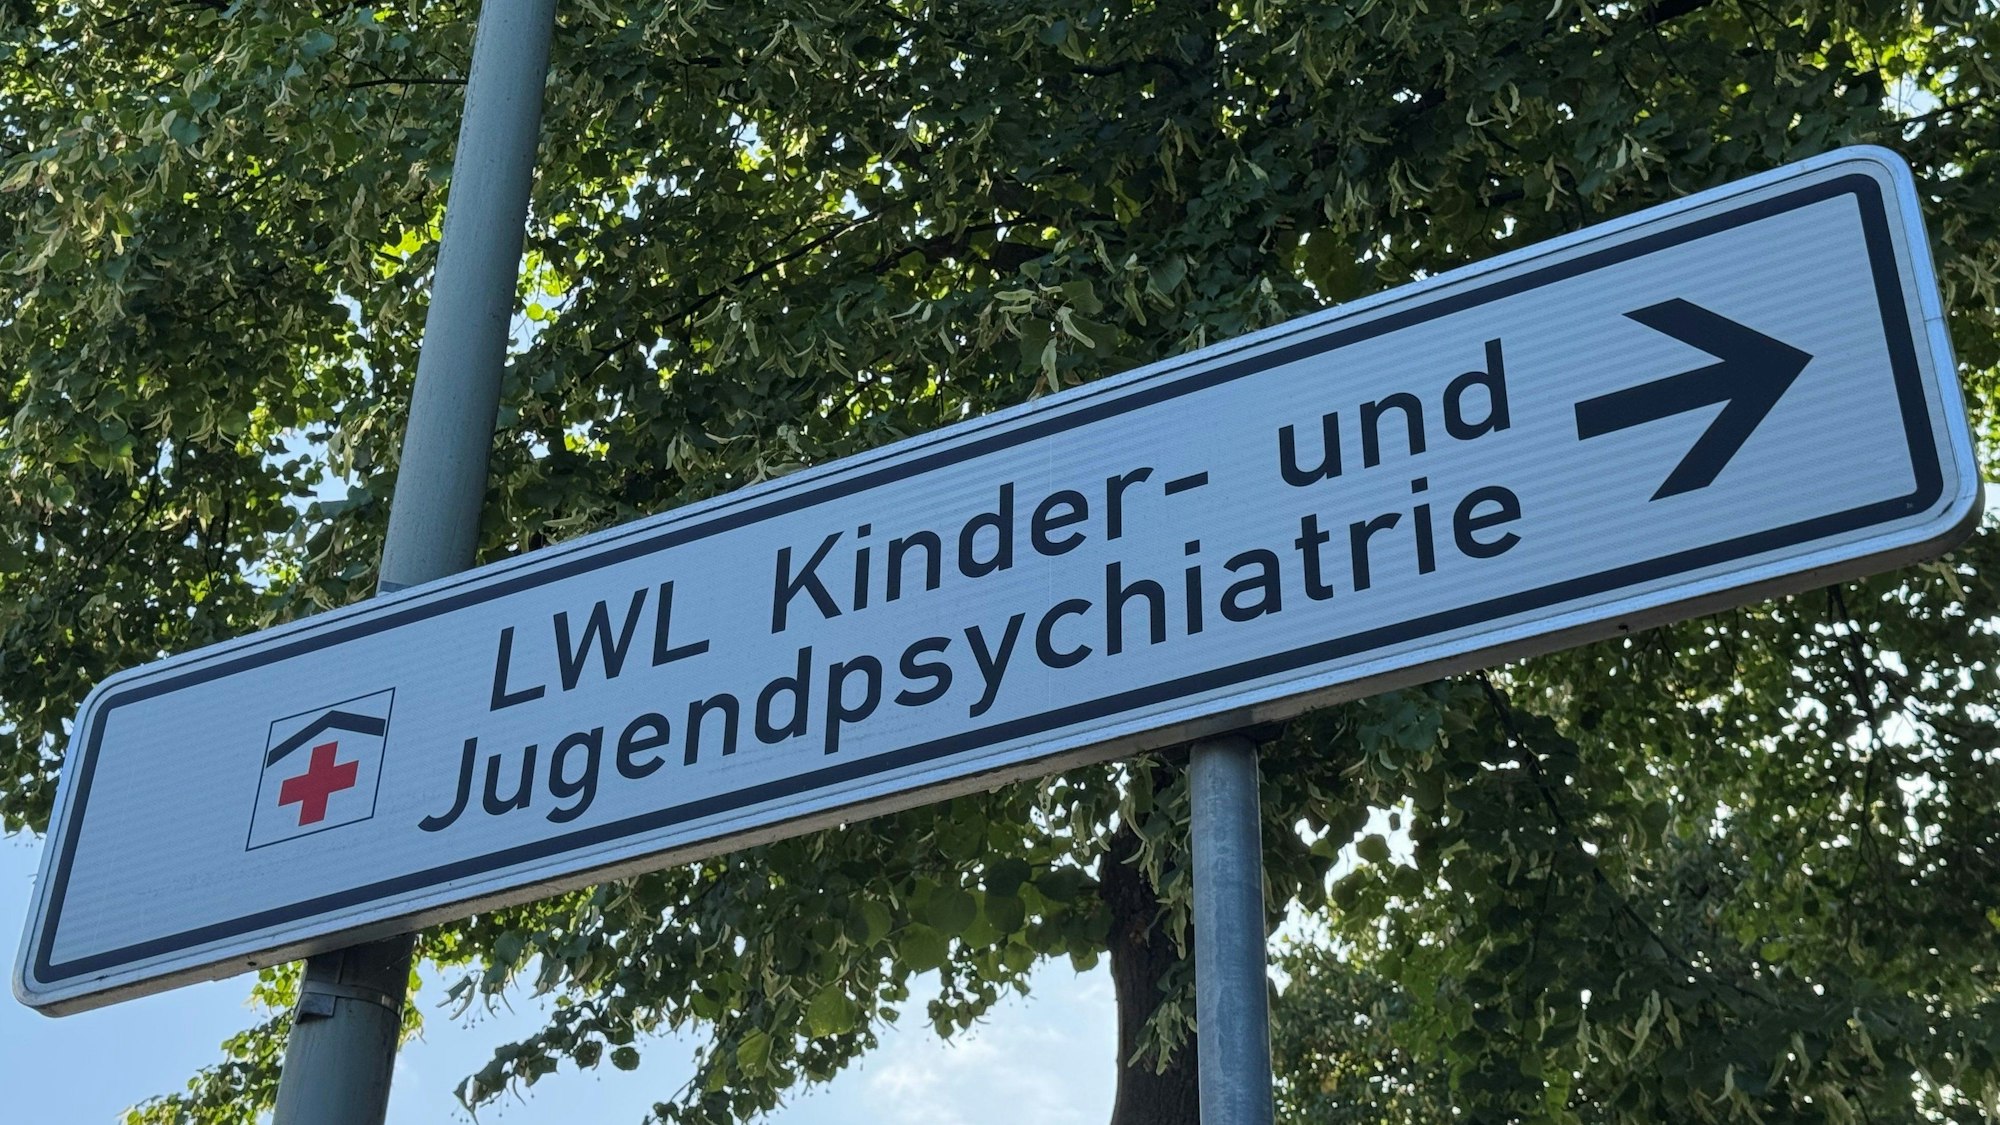 LWL Kinder- und
Jugendpsychiatrie